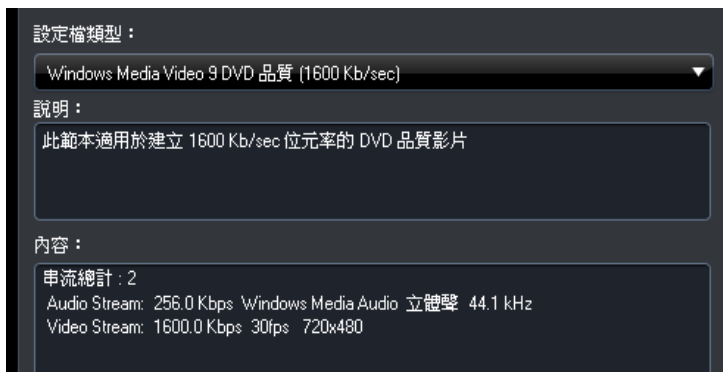 設定檔類型：
Windows Media Video 9 DVD 品質 (1600 Kb/sec)
說明：
此範本適用於建立 1600 Kb/sec 位元率的 DVD 品質影片
內容：
串流總計 : 2
Audio Stream:  256.0 Kbps  Windows Media Audio  立體聲  44.1 kHz
Video Stream:  1600.0 Kbps  30fps   720x480